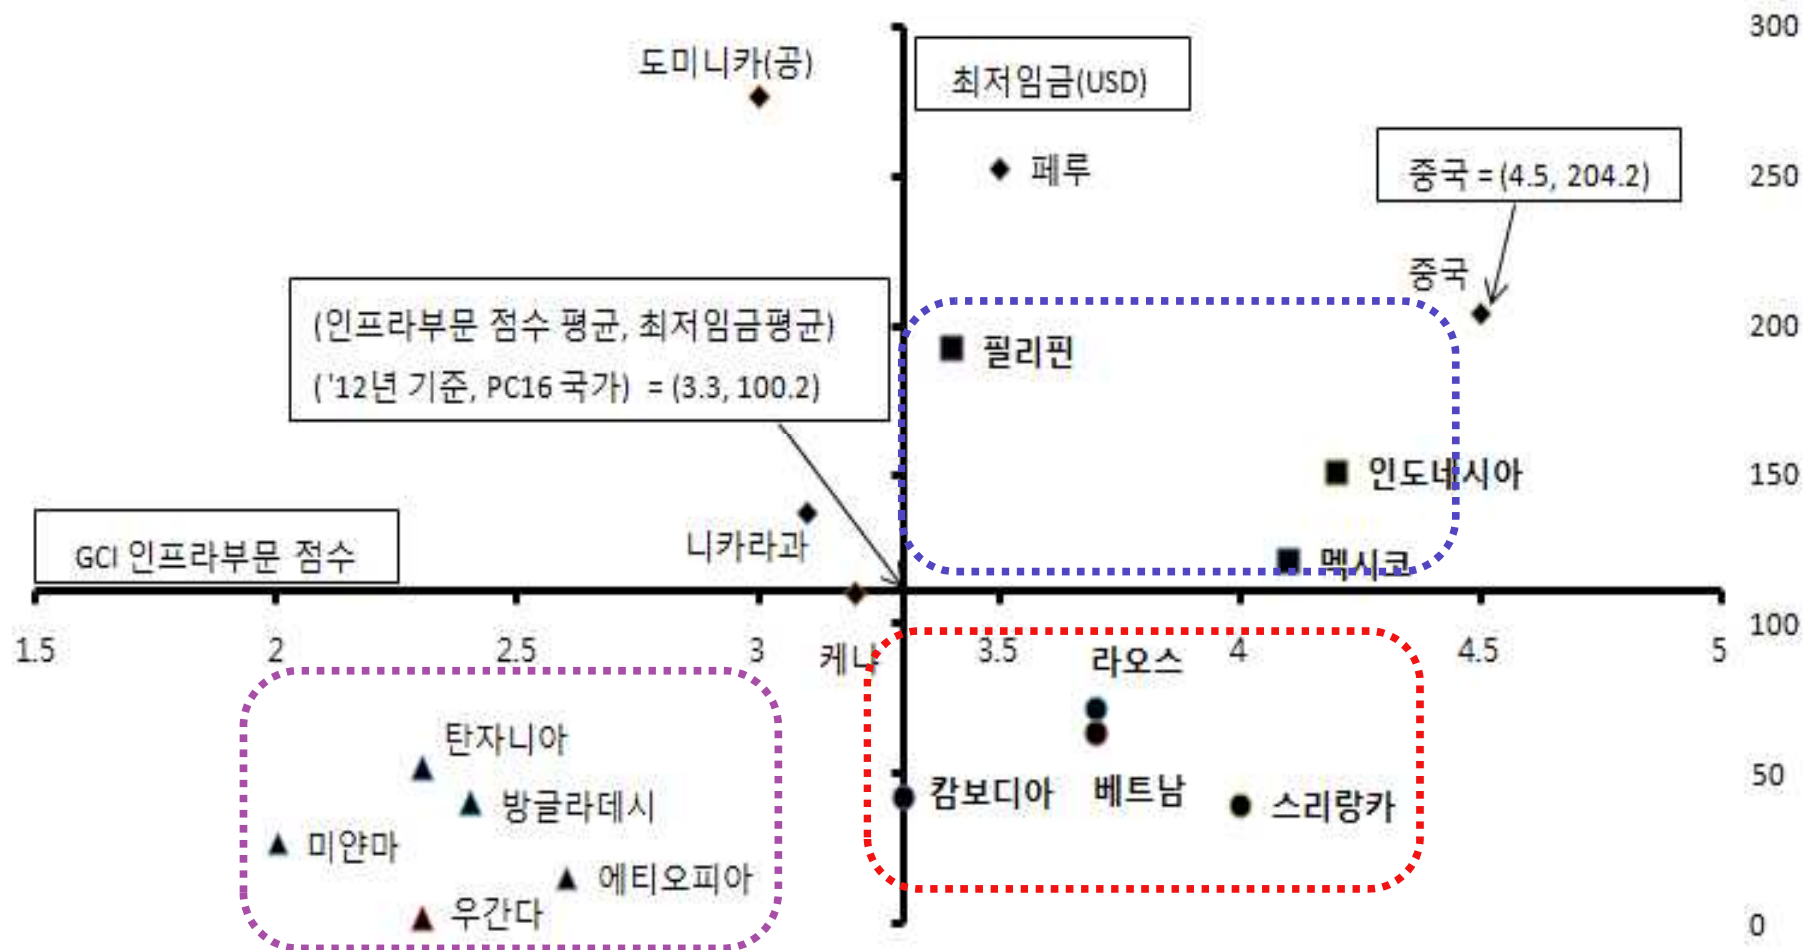 300
도미니카(공)
최저임금(USD)
페루
중국 = (4.5, 204.2)
250
중국
(인프라부문 점수 평균, 최저임금평균)
('12년 기준, PC16 국가) = (3.3, 100.2)
200
필리핀
인도네시아
150
니카라과
GCI 인프라부문 점수
멕시코
100
1.5
2
2.5
3
케냐
3.5
4
4.5
5
라오스
탄자니아
50
방글라데시
캄보디아
베트남
스리랑카
미얀마
에티오피아
우간다
0